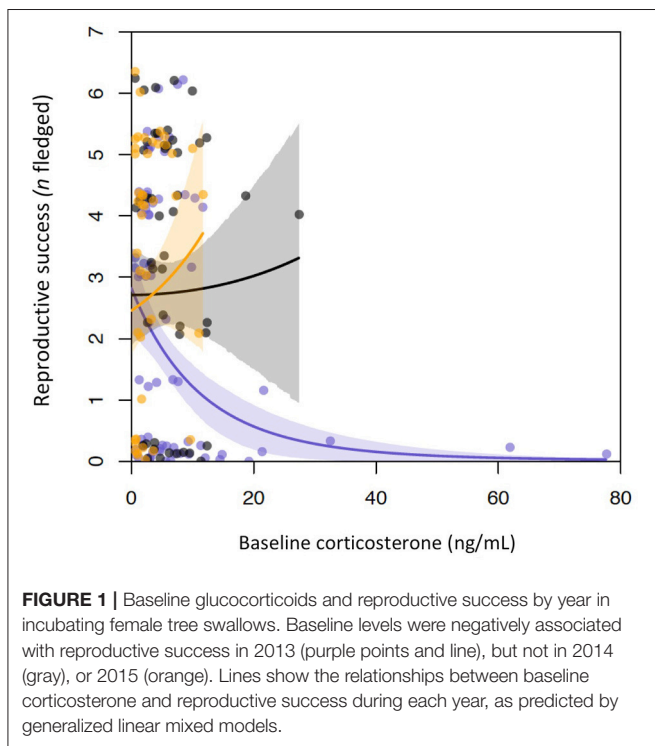 7
6
5
4
3
2
1
0
Reproductive success (n fledged)
0 20 40 60 80
Baseline corticosterone (ng/mL)
FIGURE 1 | Baseline glucocorticoids and reproductive success by year in
incubating female tree swallows. Baseline levels were negatively associated
with reproductive success in 2013 (purple points and line), but not in 2014
(gray), or 2015 (orange). Lines show the relationships between baseline
corticosterone and reproductive success during each year, as predicted by
generalized linear mixed models.